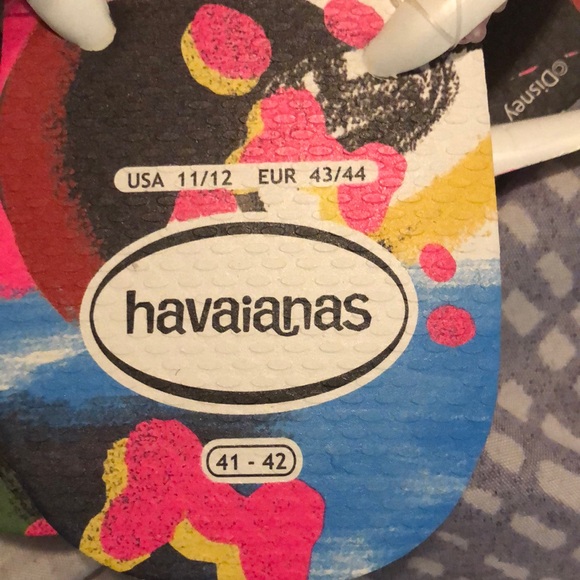 ©Disney
USA 11/12 EUR 43/44
havaianas
41 - 42